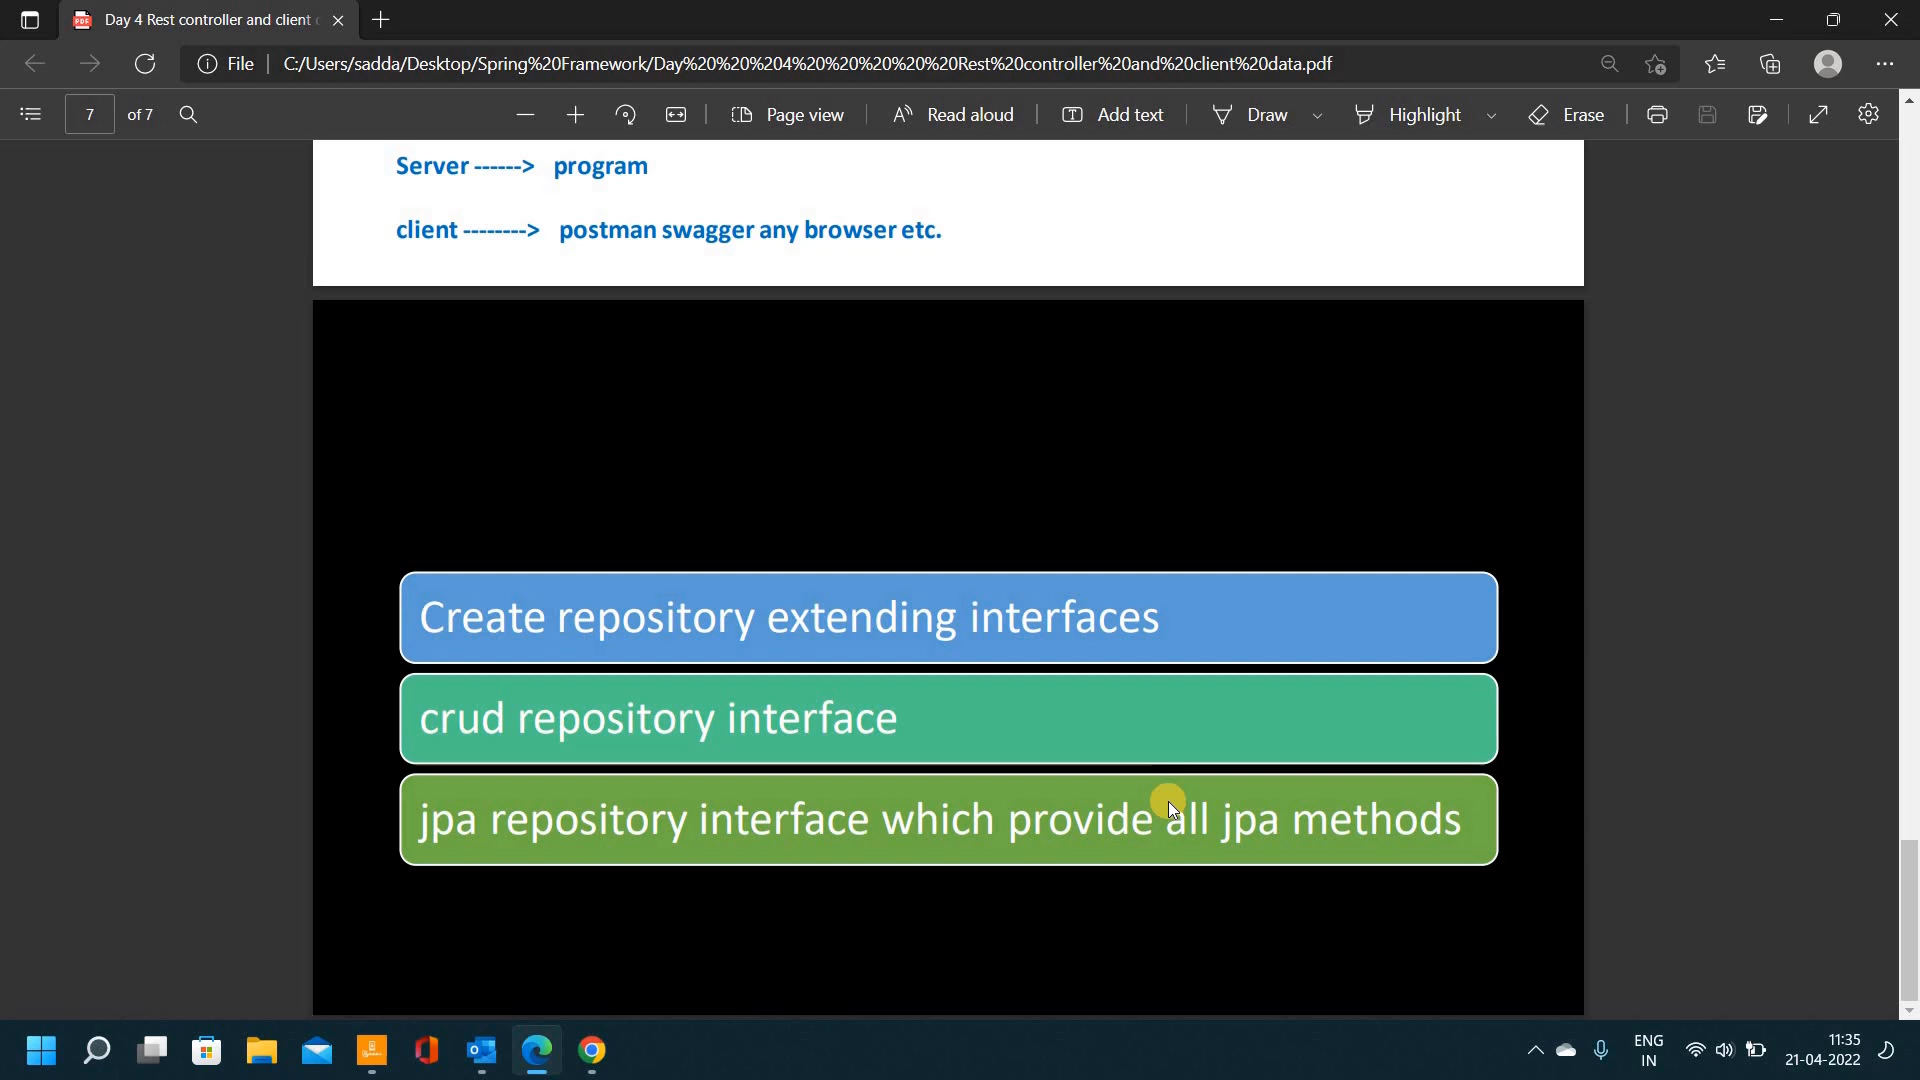 Day 4 Rest controller and client
File
C:/Users/sadda/Desktop/Spring%20Framework/Day%20%20%204%20%20%20%20%20Rest%20controller%20and%20client%20data.pdf
7 of 7
Page view
Read aloud
Add text
Draw
Highlight
Erase
Server ------> program
client --------> postman swagger any browser etc.
Create repository extending interfaces
crud repository interface
jpa repository interface which provide all jpa methods
ENG
IN
11:35
21-04-2022